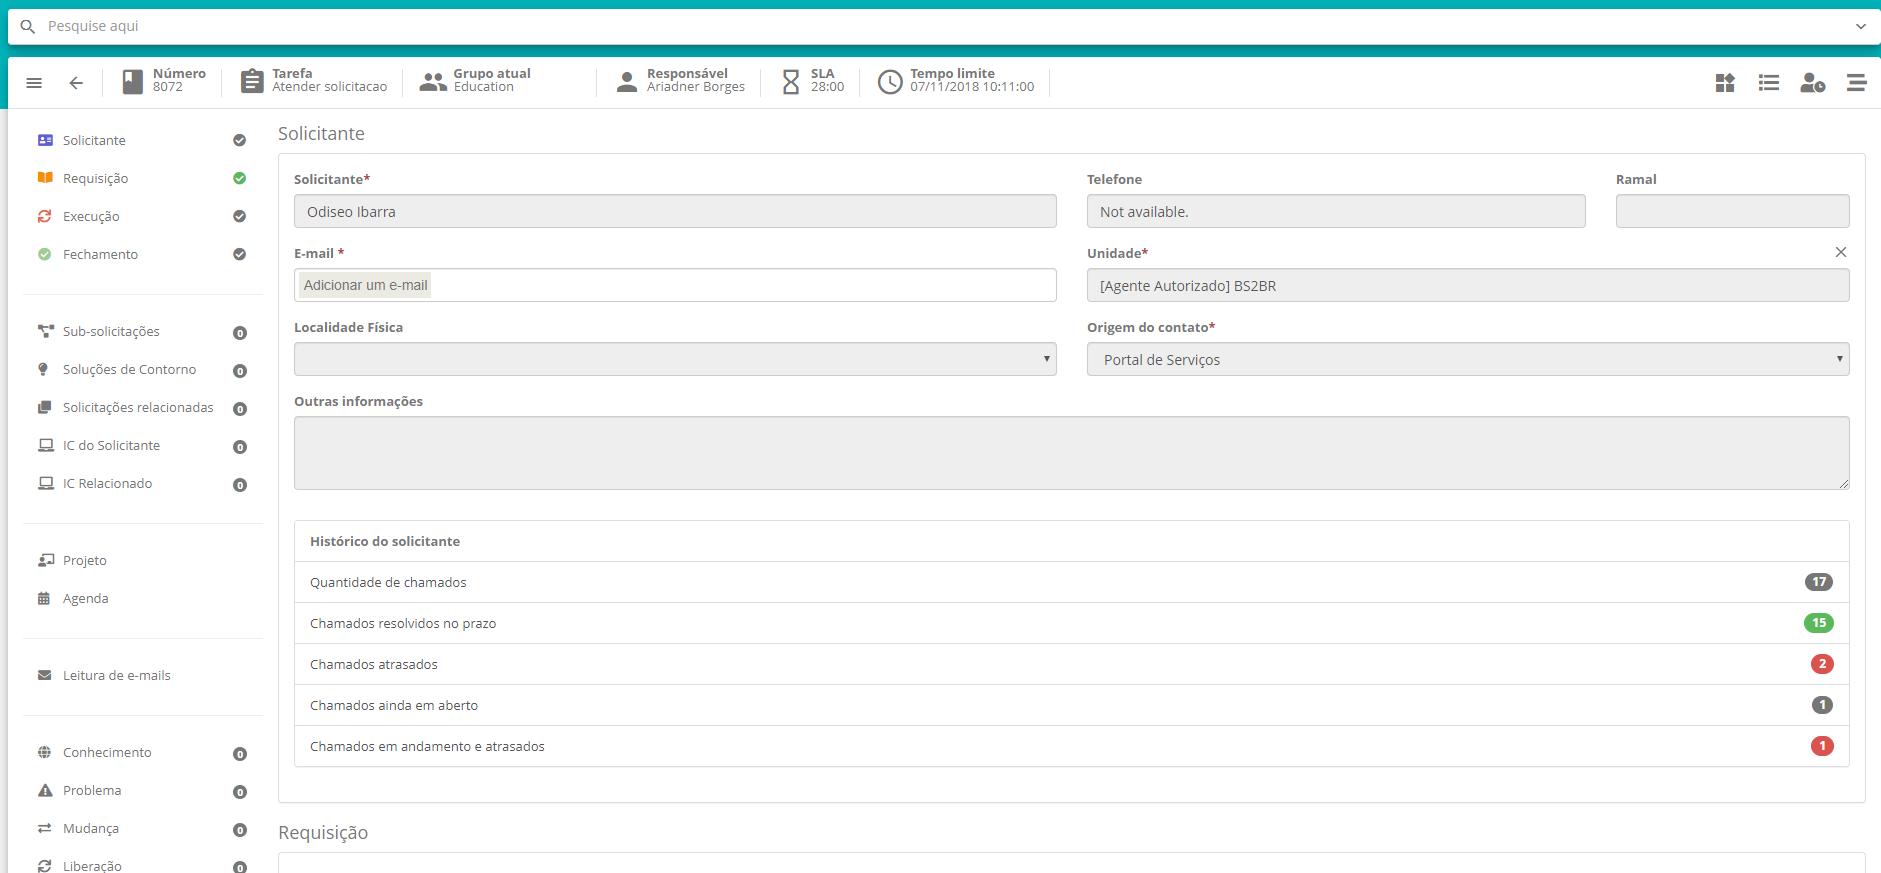 Pesquise aqui
Número
8072
Tarefa
Atender solicitacao
Grupo atual
Education
Responsável
Ariadner Borges
SLA
28:00
Tempo limite
07/11/2018 10:11:00
Solicitante
Requisição
Execução
Fechamento
Sub-solicitações 0
Soluções de Contorno 0
Solicitações relacionadas 0
IC do Solicitante 0
IC Relacionado 0
Projeto
Agenda
Leitura de e-mails
Conhecimento 0
Problema 0
Mudança 0
Liberação 0
Solicitante
Solicitante*
Odiseo Ibarra
Telefone
Not available.
Ramal
E-mail *
Adicionar um e-mail
Unidade*
[Agente Autorizado] BS2BR
Localidade Física
Origem do contato*
Portal de Serviços
Outras informações
Histórico do solicitante
Quantidade de chamados 17
Chamados resolvidos no prazo 15
Chamados atrasados 2
Chamados ainda em aberto 1
Chamados em andamento e atrasados 1
Requisição